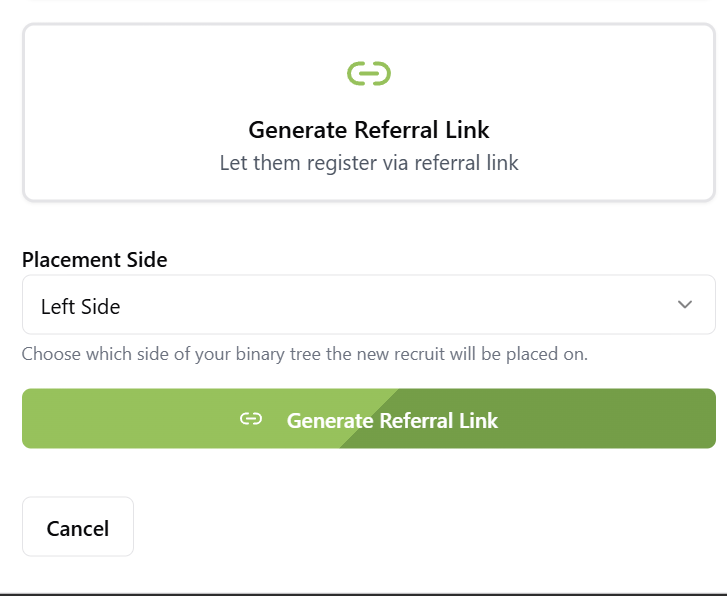 Generate Referral Link
Let them register via referral link
Placement Side
Left Side
Choose which side of your binary tree the new recruit will be placed on.
Generate Referral Link
Cancel